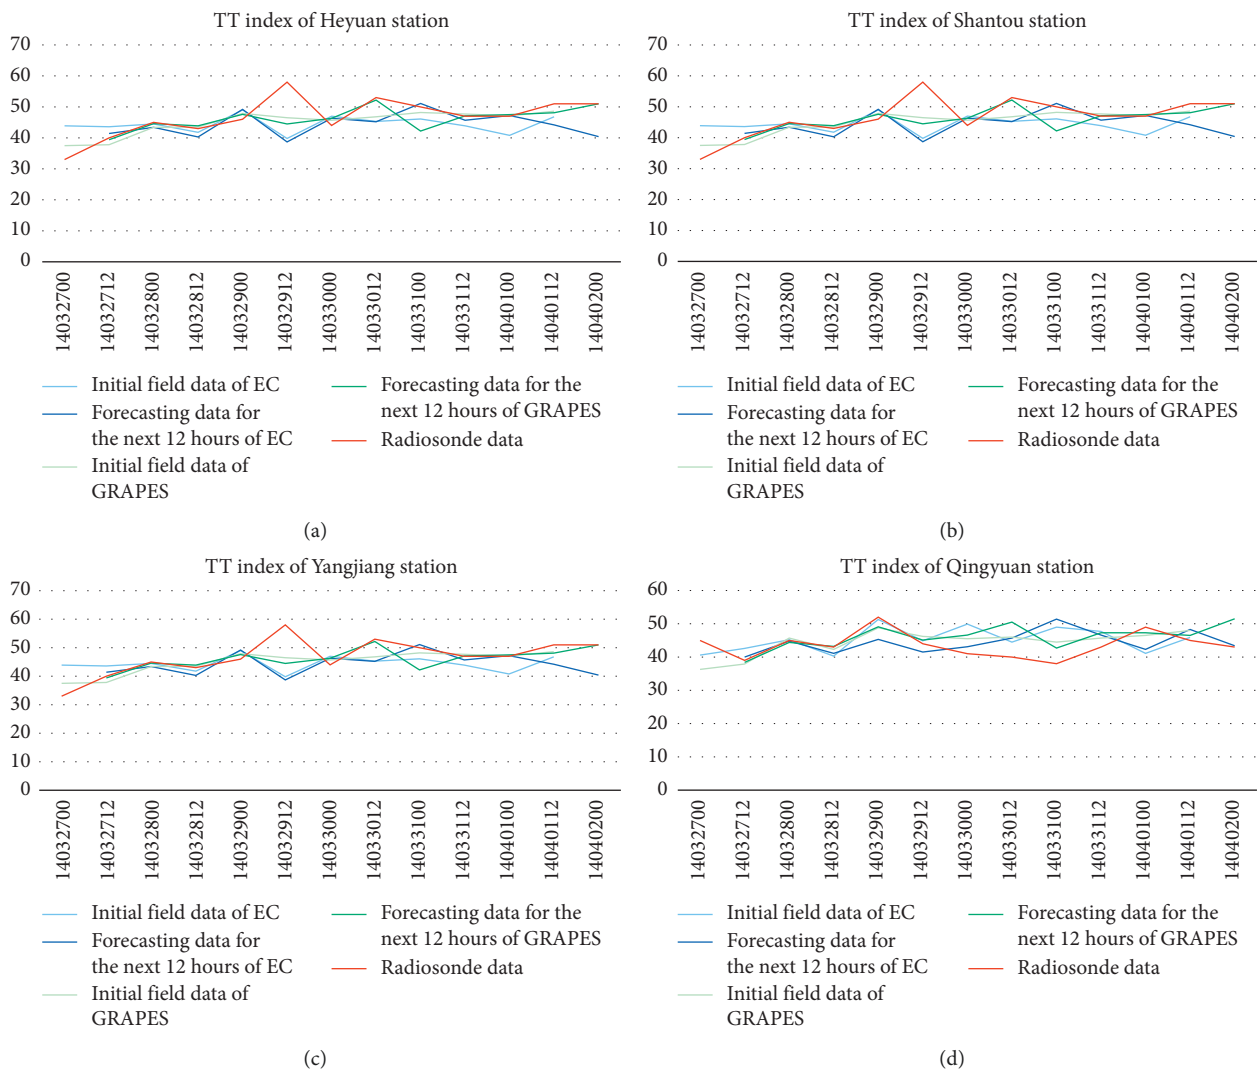 TT index of Heyuan station
70
60
50
40
30
20
10
0
14032700
14032712
14032800
14032812
14032900
14032912
14033000
14033012
14033100
14033112
14040100
14040112
14040200
Initial field data of EC
Forecasting data for
the next 12 hours of EC
Initial field data of
GRAPES
Forecasting data for the
next 12 hours of GRAPES
Radiosonde data
(a)
TT index of Shantou station
70
60
50
40
30
20
10
0
14032700
14032712
14032800
14032812
14032900
14032912
14033000
14033012
14033100
14033112
14040100
14040112
14040200
Initial field data of EC
Forecasting data for
the next 12 hours of EC
Initial field data of
GRAPES
Forecasting data for the
next 12 hours of GRAPES
Radiosonde data
(b)
TT index of Yangjiang station
70
60
50
40
30
20
10
0
14032700
14032712
14032800
14032812
14032900
14032912
14033000
14033012
14033100
14033112
14040100
14040112
14040200
Initial field data of EC
Forecasting data for
the next 12 hours of EC
Initial field data of
GRAPES
Forecasting data for the
next 12 hours of GRAPES
Radiosonde data
(c)
TT index of Qingyuan station
60
50
40
30
20
10
0
14032700
14032712
14032800
14032812
14032900
14032912
14033000
14033012
14033100
14033112
14040100
14040112
14040200
Initial field data of EC
Forecasting data for
the next 12 hours of EC
Initial field data of
GRAPES
Forecasting data for the
next 12 hours of GRAPES
Radiosonde data
(d)